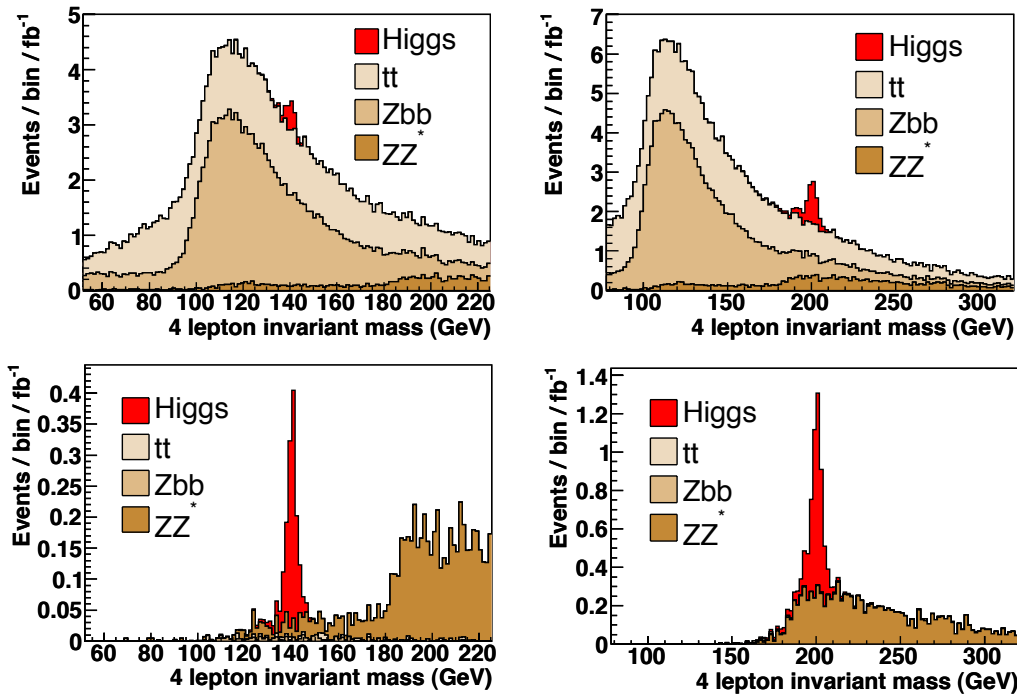 Events / bin / fb⁻¹
5
4
3
2
1
0
60 80 100 120 140 160 180 200 220
4 lepton invariant mass (GeV)
Higgs
tt
Zbb
ZZ*
Events / bin / fb⁻¹
7
6
5
4
3
2
1
0
100 150 200 250 300
4 lepton invariant mass (GeV)
Higgs
tt
Zbb
ZZ*
Events / bin / fb⁻¹
0.4
0.35
0.3
0.25
0.2
0.15
0.1
0.05
0
60 80 100 120 140 160 180 200 220
4 lepton invariant mass (GeV)
Higgs
tt
Zbb
ZZ*
Events / bin / fb⁻¹
1.4
1.2
1
0.8
0.6
0.4
0.2
0
100 150 200 250 300
4 lepton invariant mass (GeV)
Higgs
tt
Zbb
ZZ*